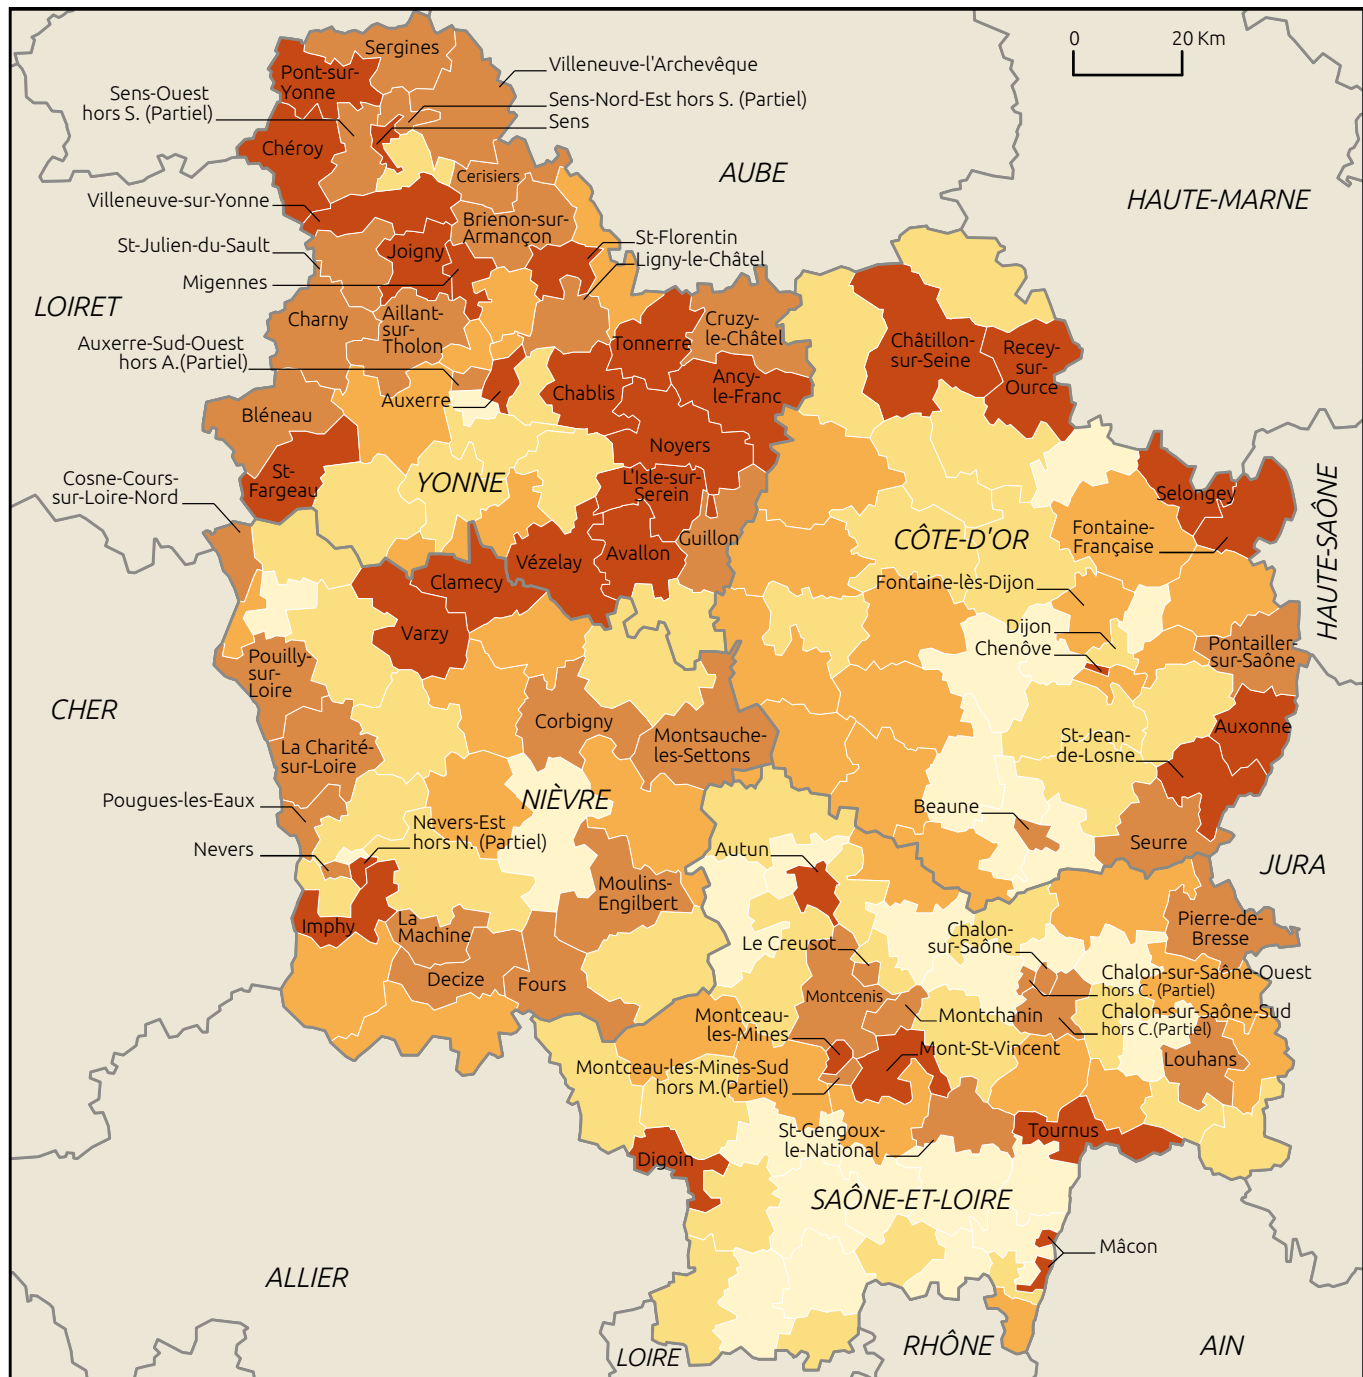 0 20 Km
Sergines
Villeneuve-l'Archevêque
Pont-sur-
Yonne
Sens-Ouest
hors S. (Partiel)
Sens-Nord-Est hors S. (Partiel)
Sens
Chéroy
AUBE
Cerisiers
HAUTE-MARNE
Villeneuve-sur-Yonne
Brienon-sur-
Armançon
St-Julien-du-Sault
Joigny
St-Florentin
Ligny-le-Châtel
Migennes
LOIRET
Charny
Aillant-
sur-
Tholon
Cruzy-
le-Châtel
Tonnerre
Châtillon-
sur-Seine
Recey-
sur-
Ource
Auxerre-Sud-Ouest
hors A.(Partiel)
Ancy-
le-Franc
Chablis
Auxerre
Bléneau
Noyers
St-
Fargeau
YONNE
L'Isle-sur-
Serein
Cosne-Cours-
sur-Loire-Nord
Selongey
HAUTE-SAÔNE
Guillon
CÔTE-D'OR
Fontaine-
Française
Avallon
Vézelay
Clamecy
Fontaine-lès-Dijon
Varzy
Dijon
Chenôve
Pontailler-
sur-Saône
Pouilly-
sur-
Loire
CHER
Corbigny
Montsauche-
les-Settons
Auxonne
St-Jean-
de-Losne
La Charité-
sur-Loire
Pougues-les-Eaux
NIÈVRE
Beaune
Nevers-Est
hors N. (Partiel)
Nevers
Autun
Seurre
JURA
Moulins-
Engilbert
Imphy
La
Machine
Pierre-de-
Bresse
Chalon-
sur-Saône
Le Creusot
Decize
Fours
Chalon-sur-Saône-Ouest
hors C. (Partiel)
Montcenis
Montchanin
Chalon-sur-Saône-Sud
hors C.(Partiel)
Montceau-
les-Mines
Mont-St-Vincent
Louhans
Montceau-les-Mines-Sud
hors M.(Partiel)
St-Gengoux-
le-National
Tournus
Digoin
SAÔNE-ET-LOIRE
Mâcon
ALLIER
LOIRE
RHÔNE
AIN